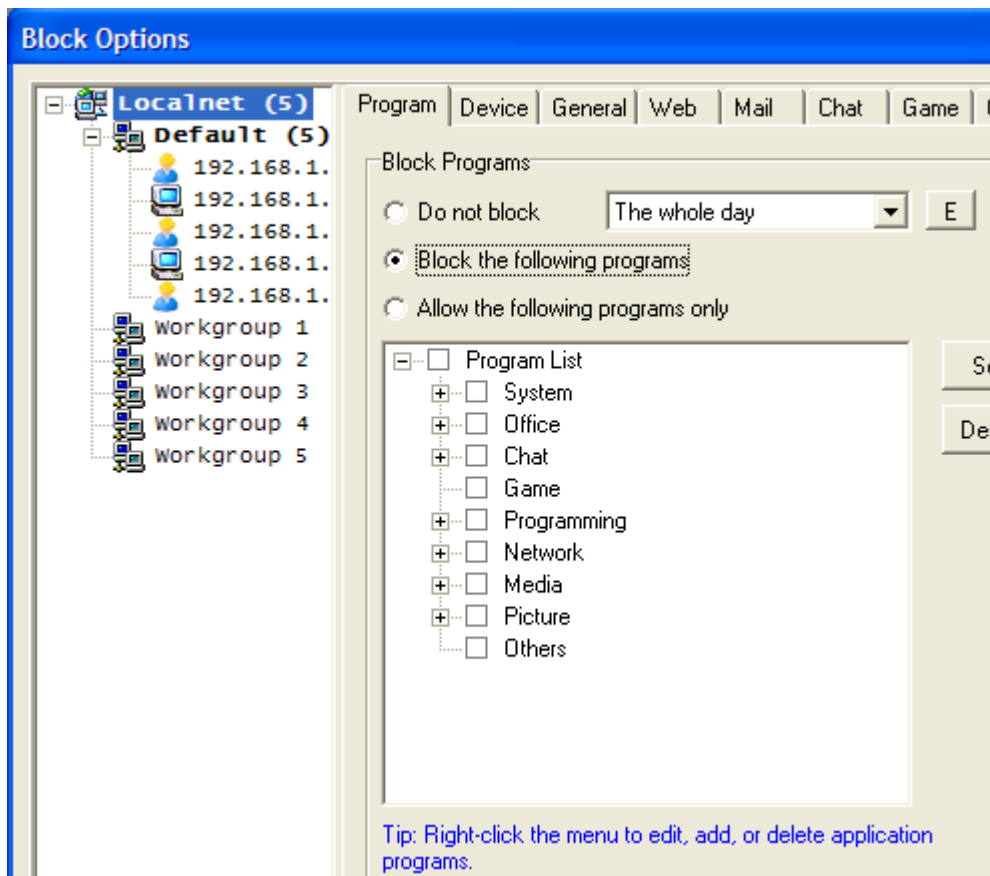 Block Options
Localnet (5)
Default (5)
192.168.1.
192.168.1.
192.168.1.
192.168.1.
192.168.1.
Workgroup 1
Workgroup 2
Workgroup 3
Workgroup 4
Workgroup 5
Program Device General Web Mail Chat Game
Block Programs
Do not block The whole day E
Block the following programs
Allow the following programs only
Program List
System
Office
Chat
Game
Programming
Network
Media
Picture
Others
Tip: Right-click the menu to edit, add, or delete application
programs.